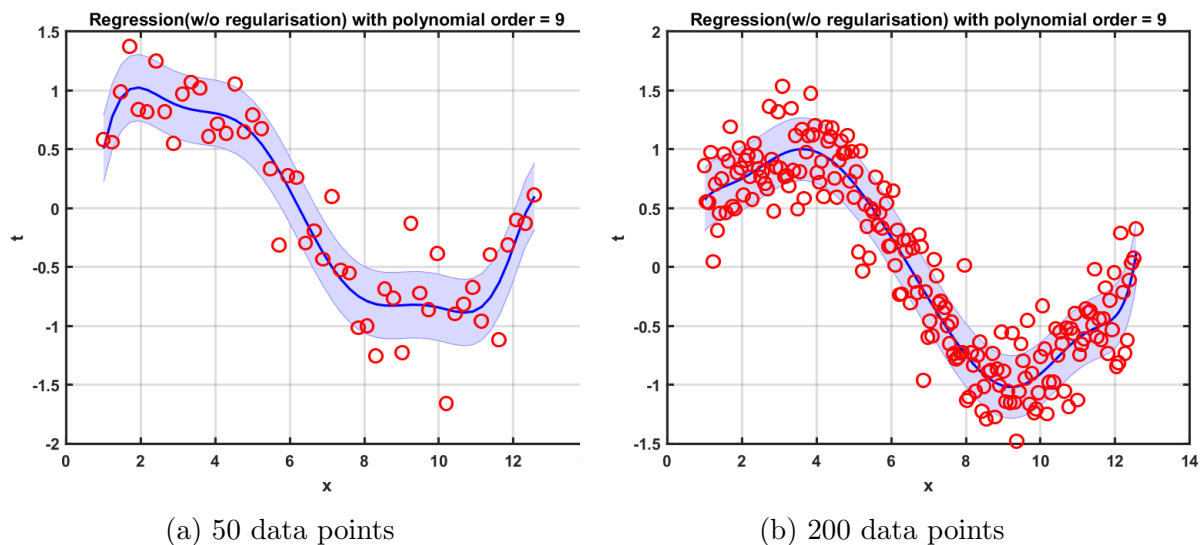 Regression(w/o regularisation) with polynomial order = 9
1.5
1
0.5
0
-0.5
-1
-1.5
-2
t
0 2 4 6 8 10 12
x
(a) 50 data points
Regression(w/o regularisation) with polynomial order = 9
2
1.5
1
0.5
0
-0.5
-1
-1.5
t
0 2 4 6 8 10 12 14
x
(b) 200 data points